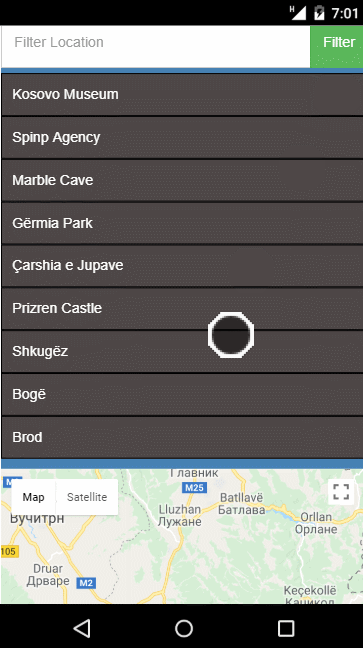 H 7:01
Filter Location
Filter
Kosovo Museum
Spinp Agency
Marble Cave
Gërmia Park
Çarshia e Jupave
Prizren Castle
Shkugëz
Bogë
Brod
Главник
M25
Map
Satellite
Вучитрн
Lluzhan
Лужане
Batllavë
Батлава
Orllan
Орлане
105
Druar
Дрваре
M2
Keçekollë
Кациkoл